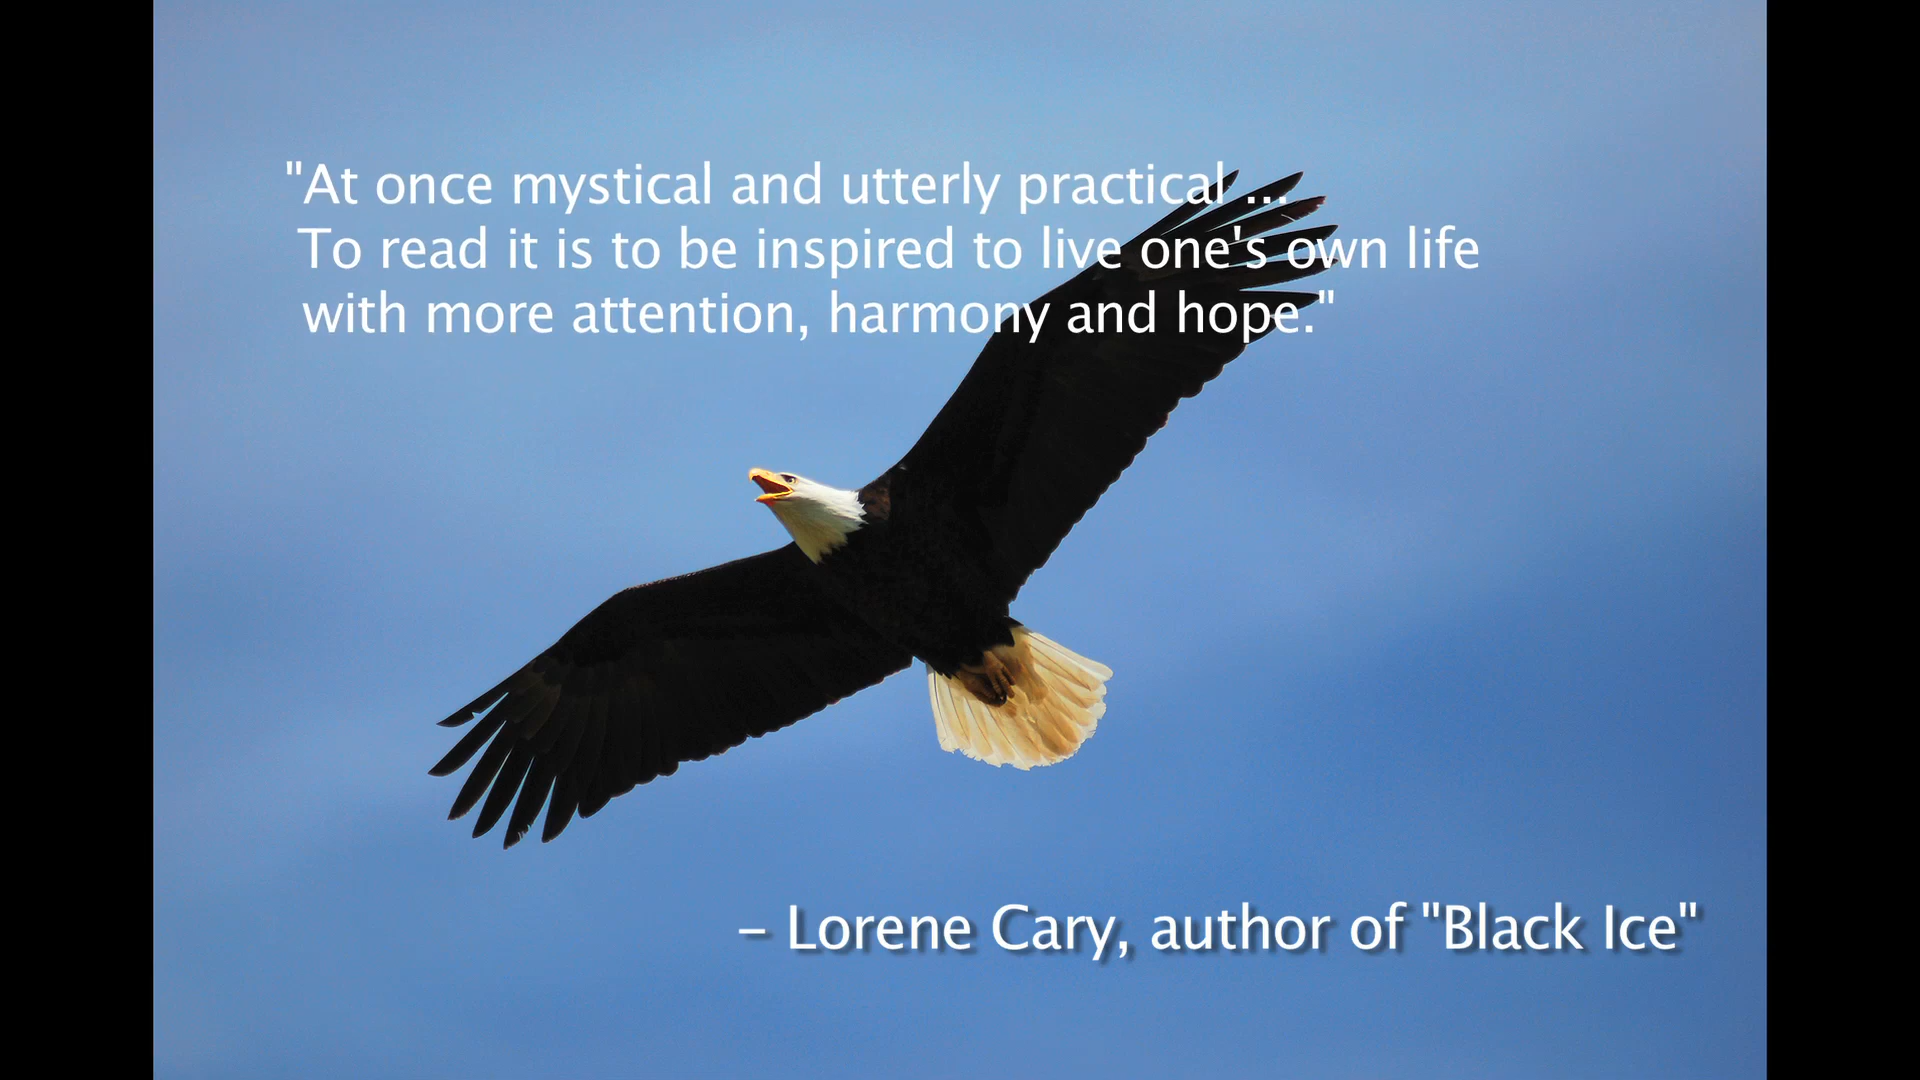 "At once mystical and utterly practical ...
To read it is to be inspired to live one's own life
with more attention, harmony and hope."
– Lorene Cary, author of "Black Ice"